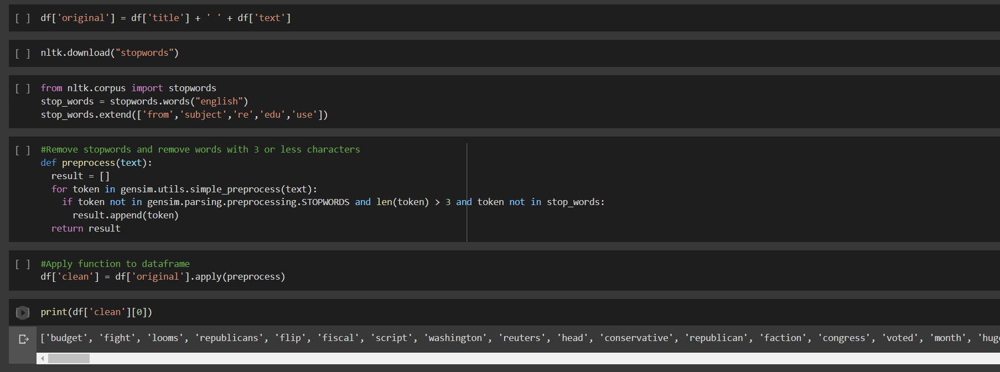 [ ] df['original'] = df['title'] + ' ' + df['text']
[ ] nltk.download("stopwords")
[ ] from nltk.corpus import stopwords
stop_words = stopwords.words("english")
stop_words.extend(['from','subject','re','edu','use'])
[ ] #Remove stopwords and remove words with 3 or less characters
def preprocess(text):
  result = []
  for token in gensim.utils.simple_preprocess(text):
    if token not in gensim.parsing.preprocessing.STOPWORDS and len(token) > 3 and token not in stop_words:
      result.append(token)
  return result
[ ] #Apply function to dataframe
df['clean'] = df['original'].apply(preprocess)
[ ] print(df['clean'][0])
['budget', 'fight', 'looms', 'republicans', 'flip', 'fiscal', 'script', 'washington', 'reuters', 'head', 'conservative', 'republican', 'faction', 'congress', 'voted', 'month',